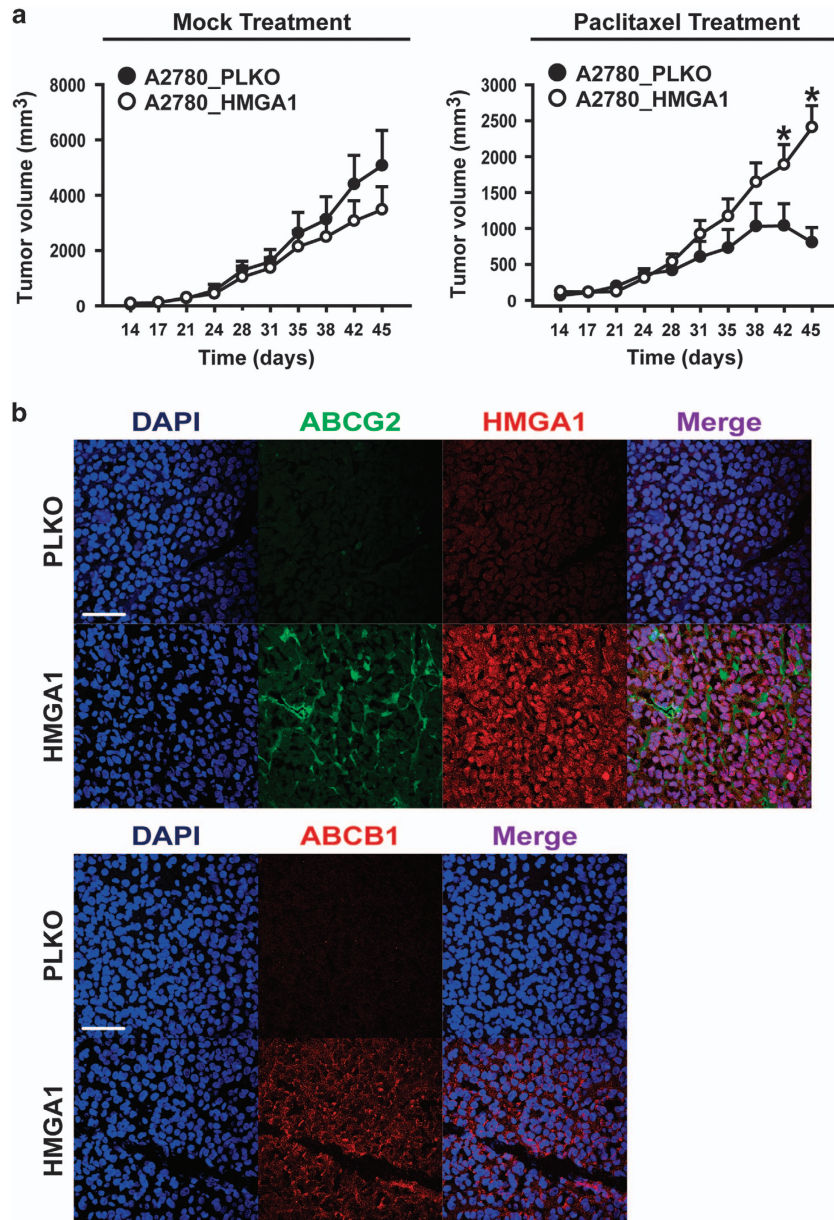 a
Mock Treatment
A2780_PLKO
A2780_HMGA1
Tumor volume (mm3)
8000
6000
4000
2000
0
14 17 21 24 28 31 35 38 42 45
Time (days)
Paclitaxel Treatment
A2780_PLKO
A2780_HMGA1
Tumor volume (mm3)
3000
2500
2000
1500
1000
500
0
* *
14 17 21 24 28 31 35 38 42 45
Time (days)
b
DAPI ABCG2 HMGA1 Merge
PLKO
HMGA1
DAPI ABCB1 Merge
PLKO
HMGA1